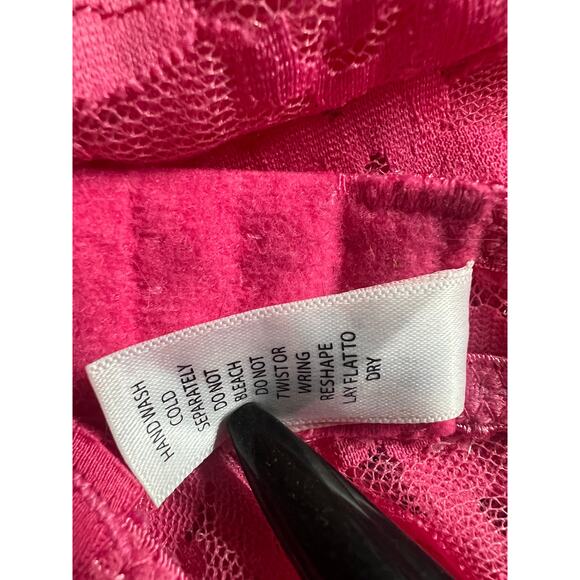 HAND WASH
COLD
SEPARATELY
DO NOT
BLEACH
DO NOT
TWIST OR
WRING
RESHAPE
LAY FLAT TO
DRY